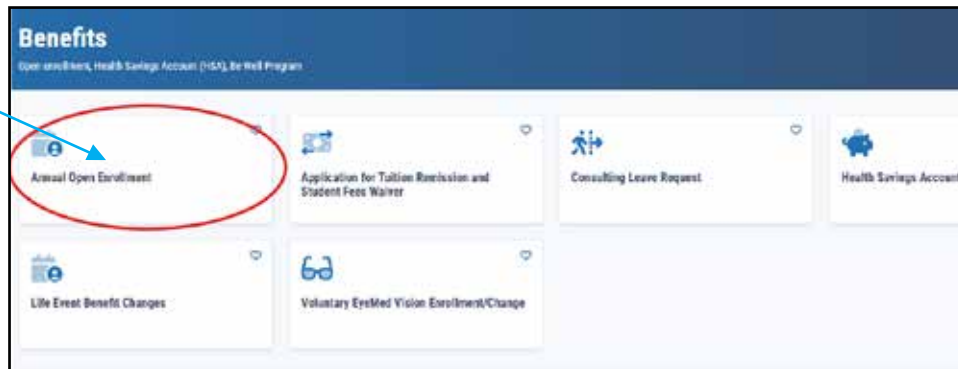 Benefits
Open enrollment, Health Savings Account (HSA), Be Well Program
Annual Open Enrollment
Application for Tuition Remission and
Student Fees Waiver
Consulting Leave Request
Health Savings Account
Life Event Benefit Changes
Voluntary EyeMed Vision Enrollment/Change